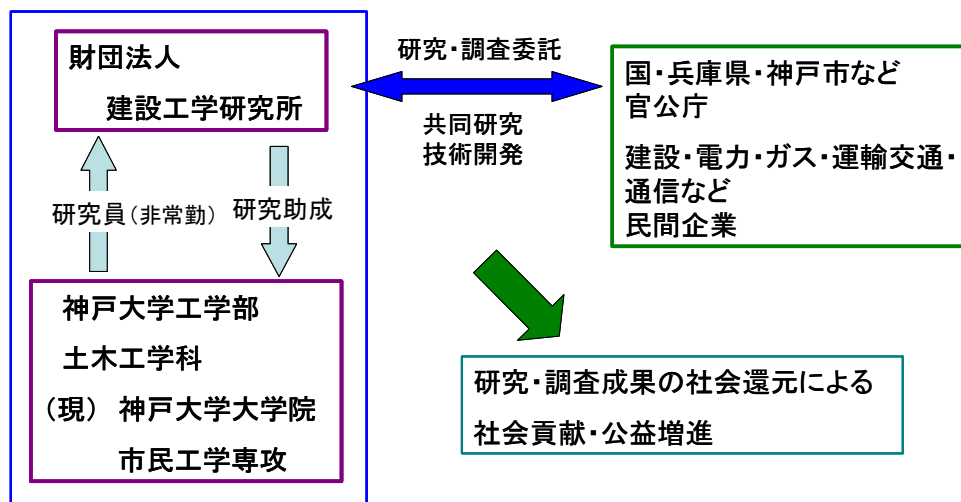 財団法人
建設工学研究所
研究員(非常勤)
研究助成
神戸大学工学部
土木工学科
(現) 神戸大学大学院
市民工学専攻
研究・調査委託
共同研究
技術開発
国・兵庫県・神戸市など
官公庁
建設・電力・ガス・運輸交通・
通信など
民間企業
研究・調査成果の社会還元による
社会貢献・公益増進